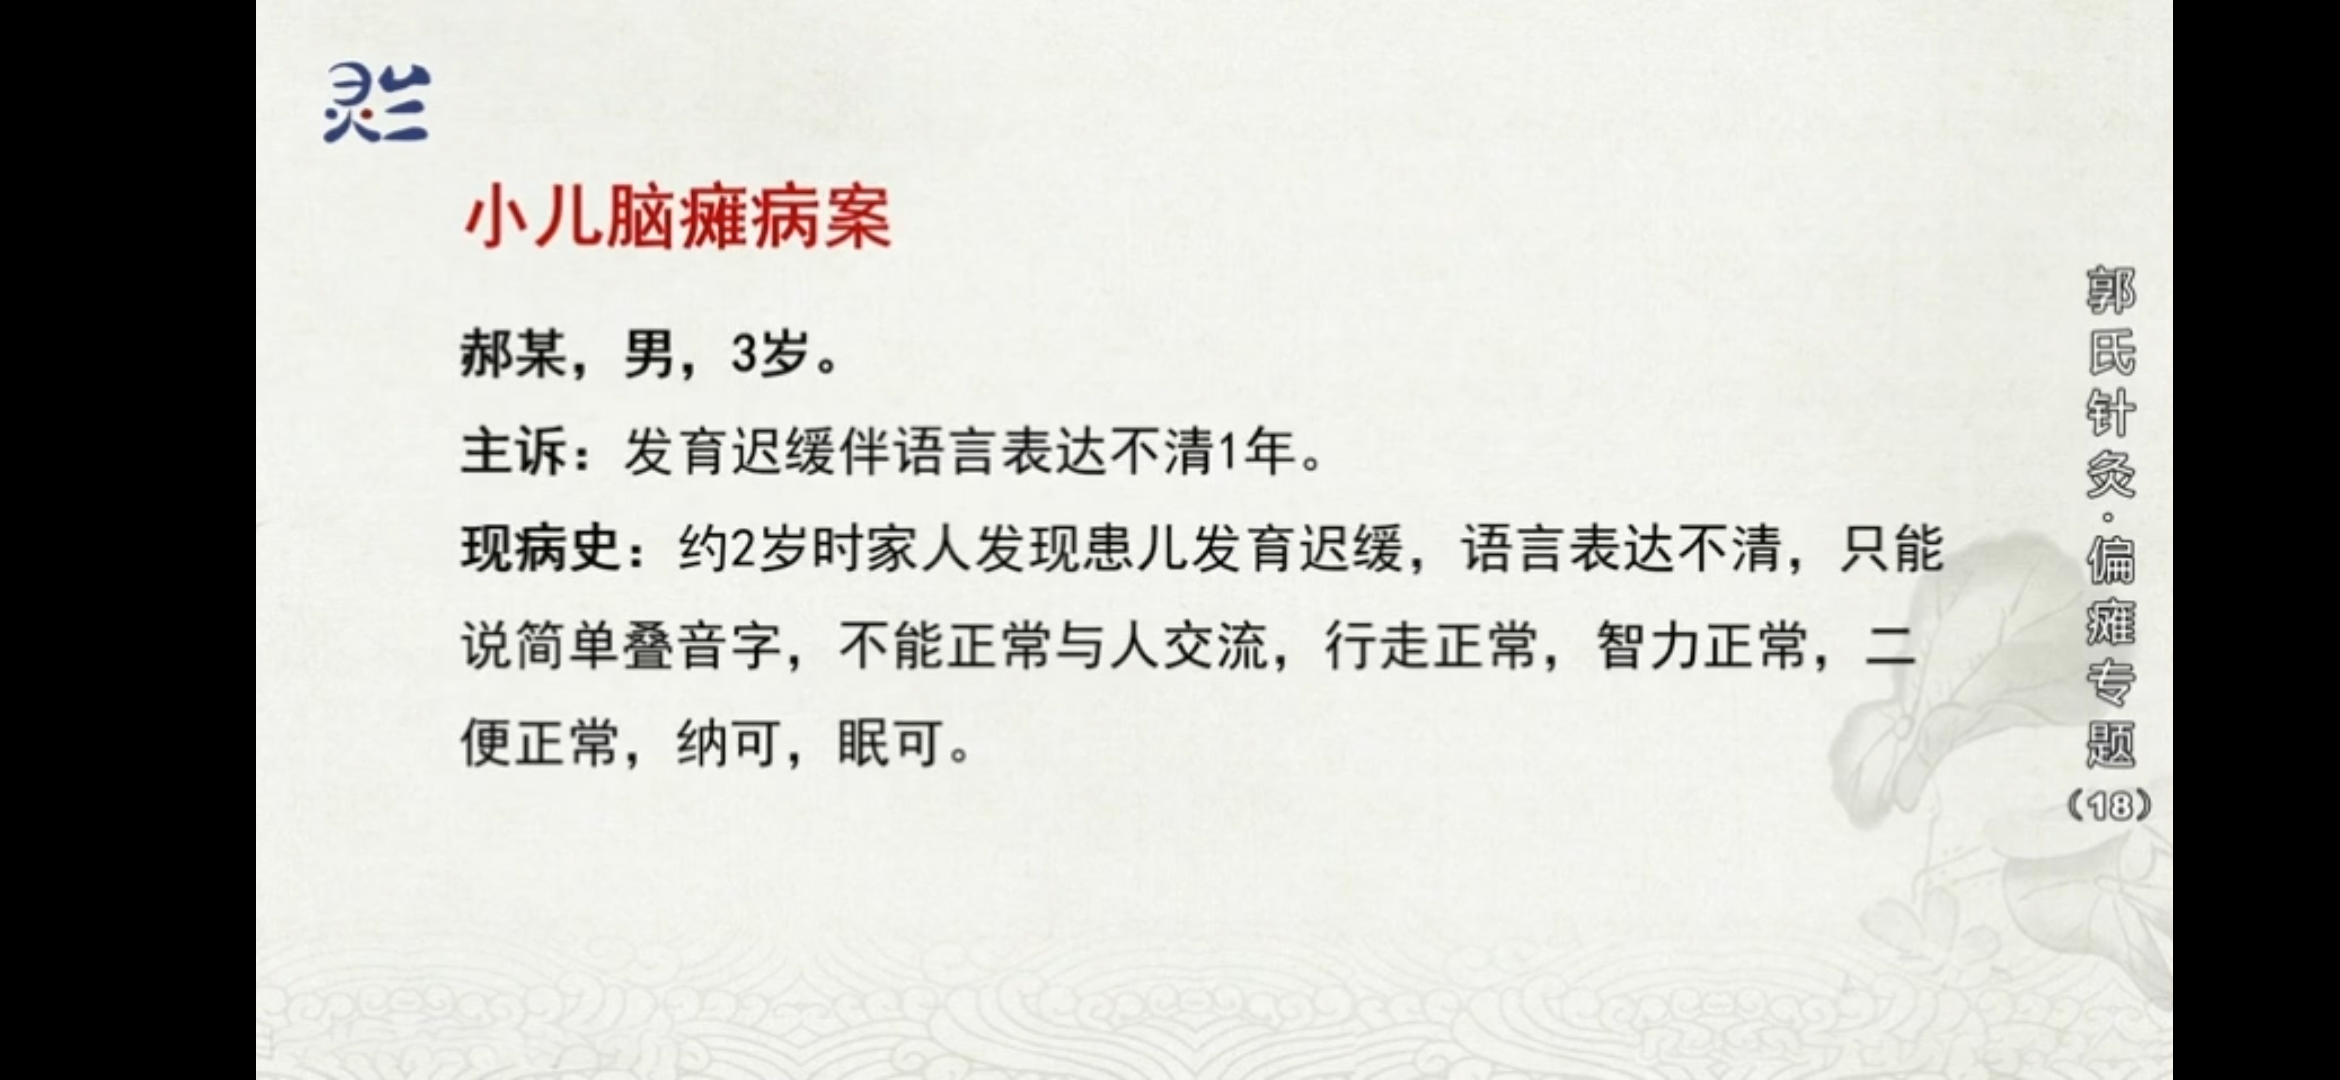 灵兰
小儿脑瘫病案
郝某，男，3岁。
主诉：发育迟缓伴语言表达不清1年。
现病史：约2岁时家人发现患儿发育迟缓，语言表达不清，只能
说简单叠音字，不能正常与人交流，行走正常，智力正常，二
便正常，纳可，眠可。
郭氏针灸·偏瘫专题（18）